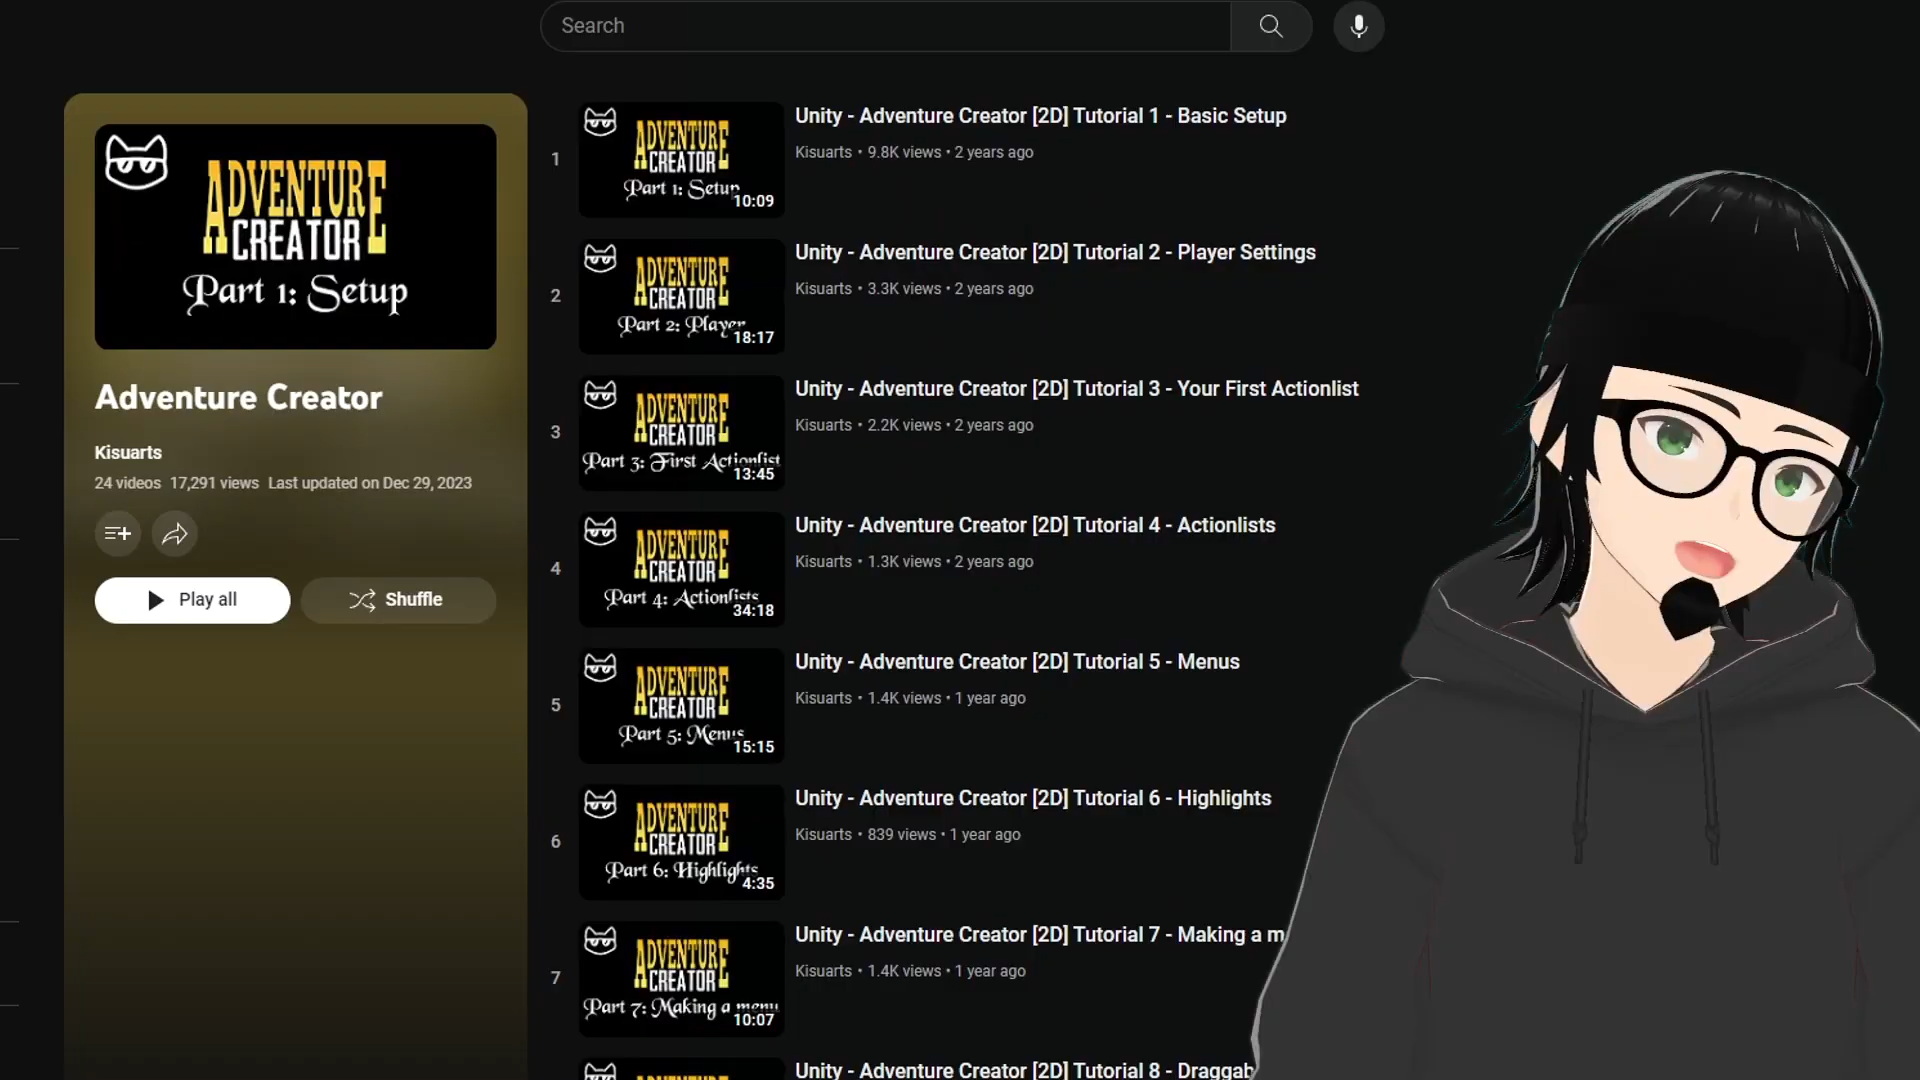 Search
ADVENTURE
CREATOR
Part 1: Setup
Adventure Creator
Kisuarts
24 videos 17,291 views Last updated on Dec 29, 2023
Play all
Shuffle
1
ADVENTURE
CREATOR
Part 1: Setup
10:09
Unity - Adventure Creator [2D] Tutorial 1 - Basic Setup
Kisuarts • 9.8K views • 2 years ago
2
ADVENTURE
CREATOR
Part 2: Player
18:17
Unity - Adventure Creator [2D] Tutorial 2 - Player Settings
Kisuarts • 3.3K views • 2 years ago
3
ADVENTURE
CREATOR
Part 3: First Actionlist
13:45
Unity - Adventure Creator [2D] Tutorial 3 - Your First Actionlist
Kisuarts • 2.2K views • 2 years ago
4
ADVENTURE
CREATOR
Part 4: Actionlists
34:18
Unity - Adventure Creator [2D] Tutorial 4 - Actionlists
Kisuarts • 1.3K views • 2 years ago
5
ADVENTURE
CREATOR
Part 5: Menus
15:15
Unity - Adventure Creator [2D] Tutorial 5 - Menus
Kisuarts • 1.4K views • 1 year ago
6
ADVENTURE
CREATOR
Part 6: Highlights
4:35
Unity - Adventure Creator [2D] Tutorial 6 - Highlights
Kisuarts • 839 views • 1 year ago
7
ADVENTURE
CREATOR
Part 7: Making a menu
10:07
Unity - Adventure Creator [2D] Tutorial 7 - Making a m
Kisuarts • 1.4K views • 1 year ago
Unity - Adventure Creator [2D] Tutorial 8 - Draggab